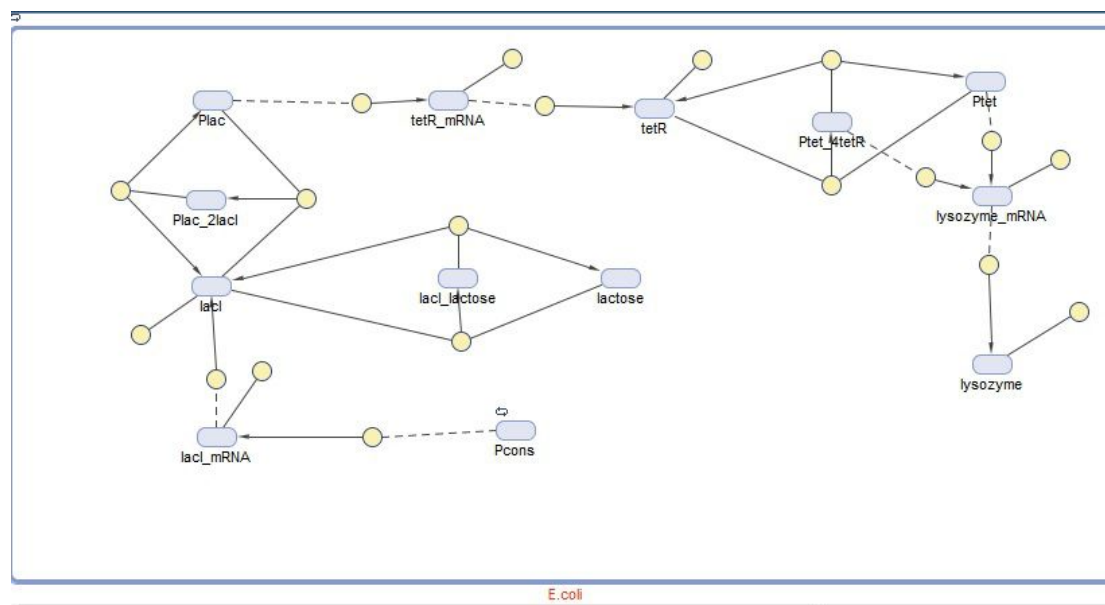 Plac
tetR_mRNA
tetR
Ptet_4tetR
Ptet
Plac_2lacI
lysozyme_mRNA
lacI
lacI_lactose
lactose
lysozyme
lacI_mRNA
Pcons
E.coli